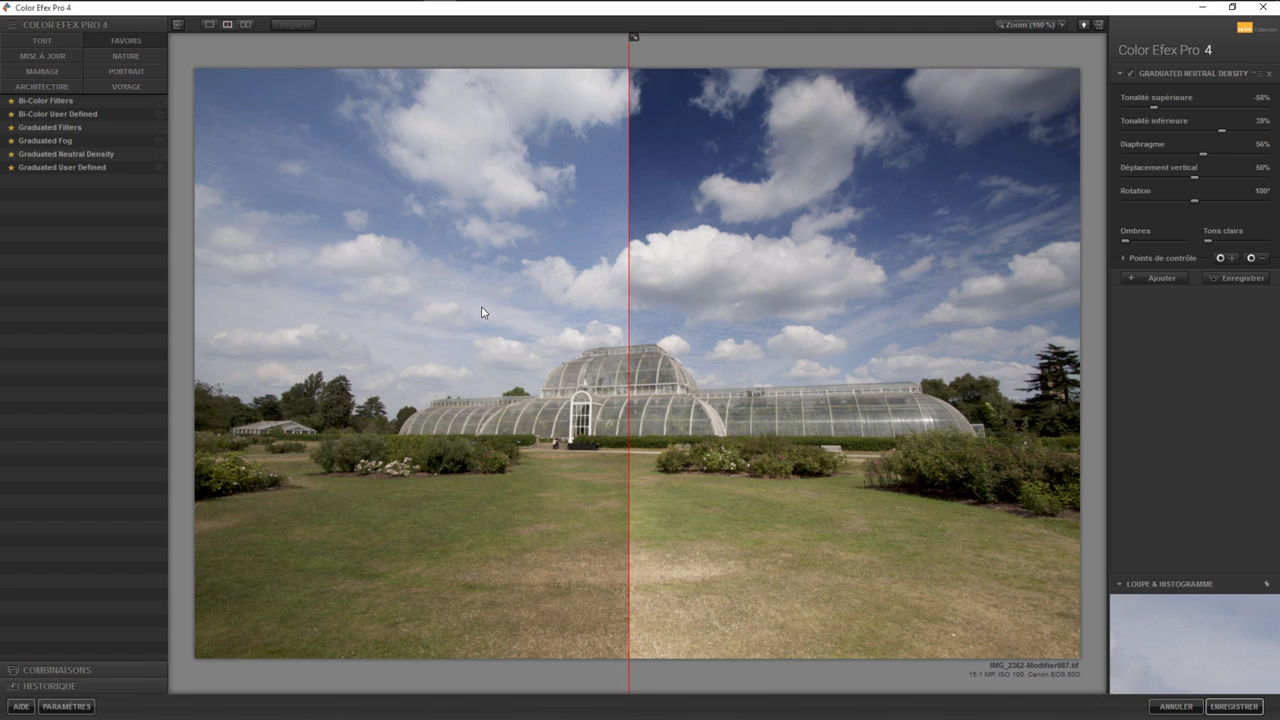 Color Efex Pro 4
COLOR EFEX PRO 4
TOUT
FAVORIS
MISE À JOUR
NATURE
MARIAGE
PORTRAIT
ARCHITECTURE
VOYAGE
Bi-Color Filters
Bi-Color User Defined
Graduated Filters
Graduated Fog
Graduated Neutral Density
Graduated User Defined
COMBINAISONS
HISTORIQUE
AIDE
PARAMÈTRES
Comparer
Zoom (100 %)
IMG_2362-Modifier987.tif
15.1 MP, ISO 100, Canon EOS 50D
Collection
Color Efex Pro 4
GRADUATED NEUTRAL DENSITY
Tonalité supérieure -58%
Tonalité inférieure 39%
Diaphragme 56%
Déplacement vertical 50%
Rotation 180°
Ombres
Tons clairs
Points de contrôle
+ Ajouter
Enregistrer
LOUPE & HISTOGRAMME
ANNULER
ENREGISTRER